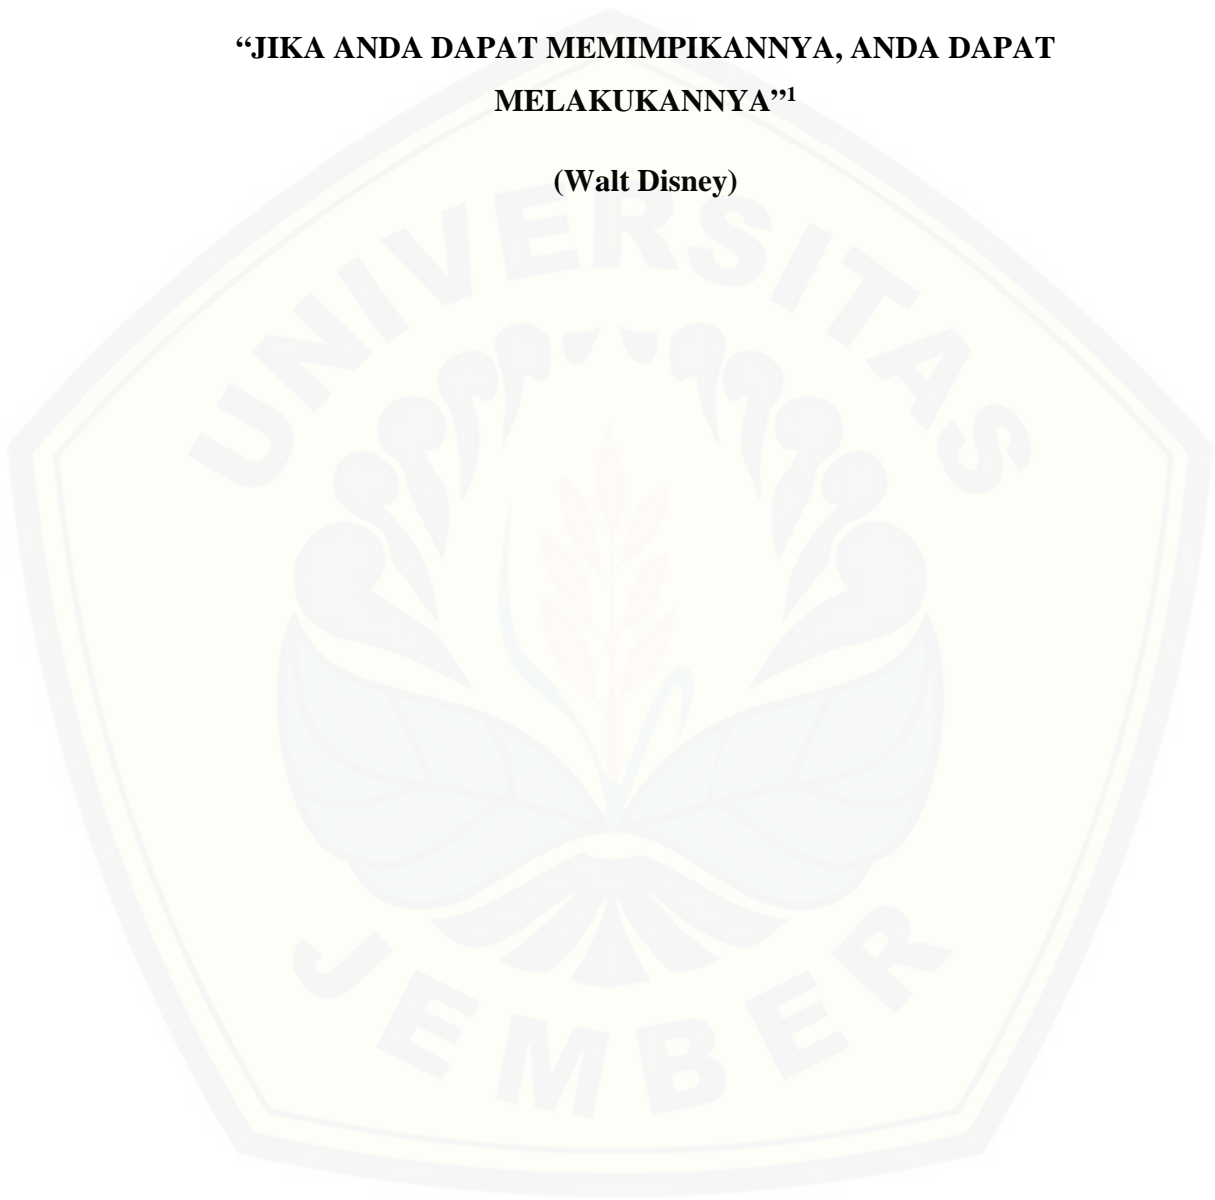 “JIKA ANDA DAPAT MEMIMPIKANNYA, ANDA DAPAT
MELAKUKANNYA”1
(Walt Disney)
UNIVERSITAS
JEMBER